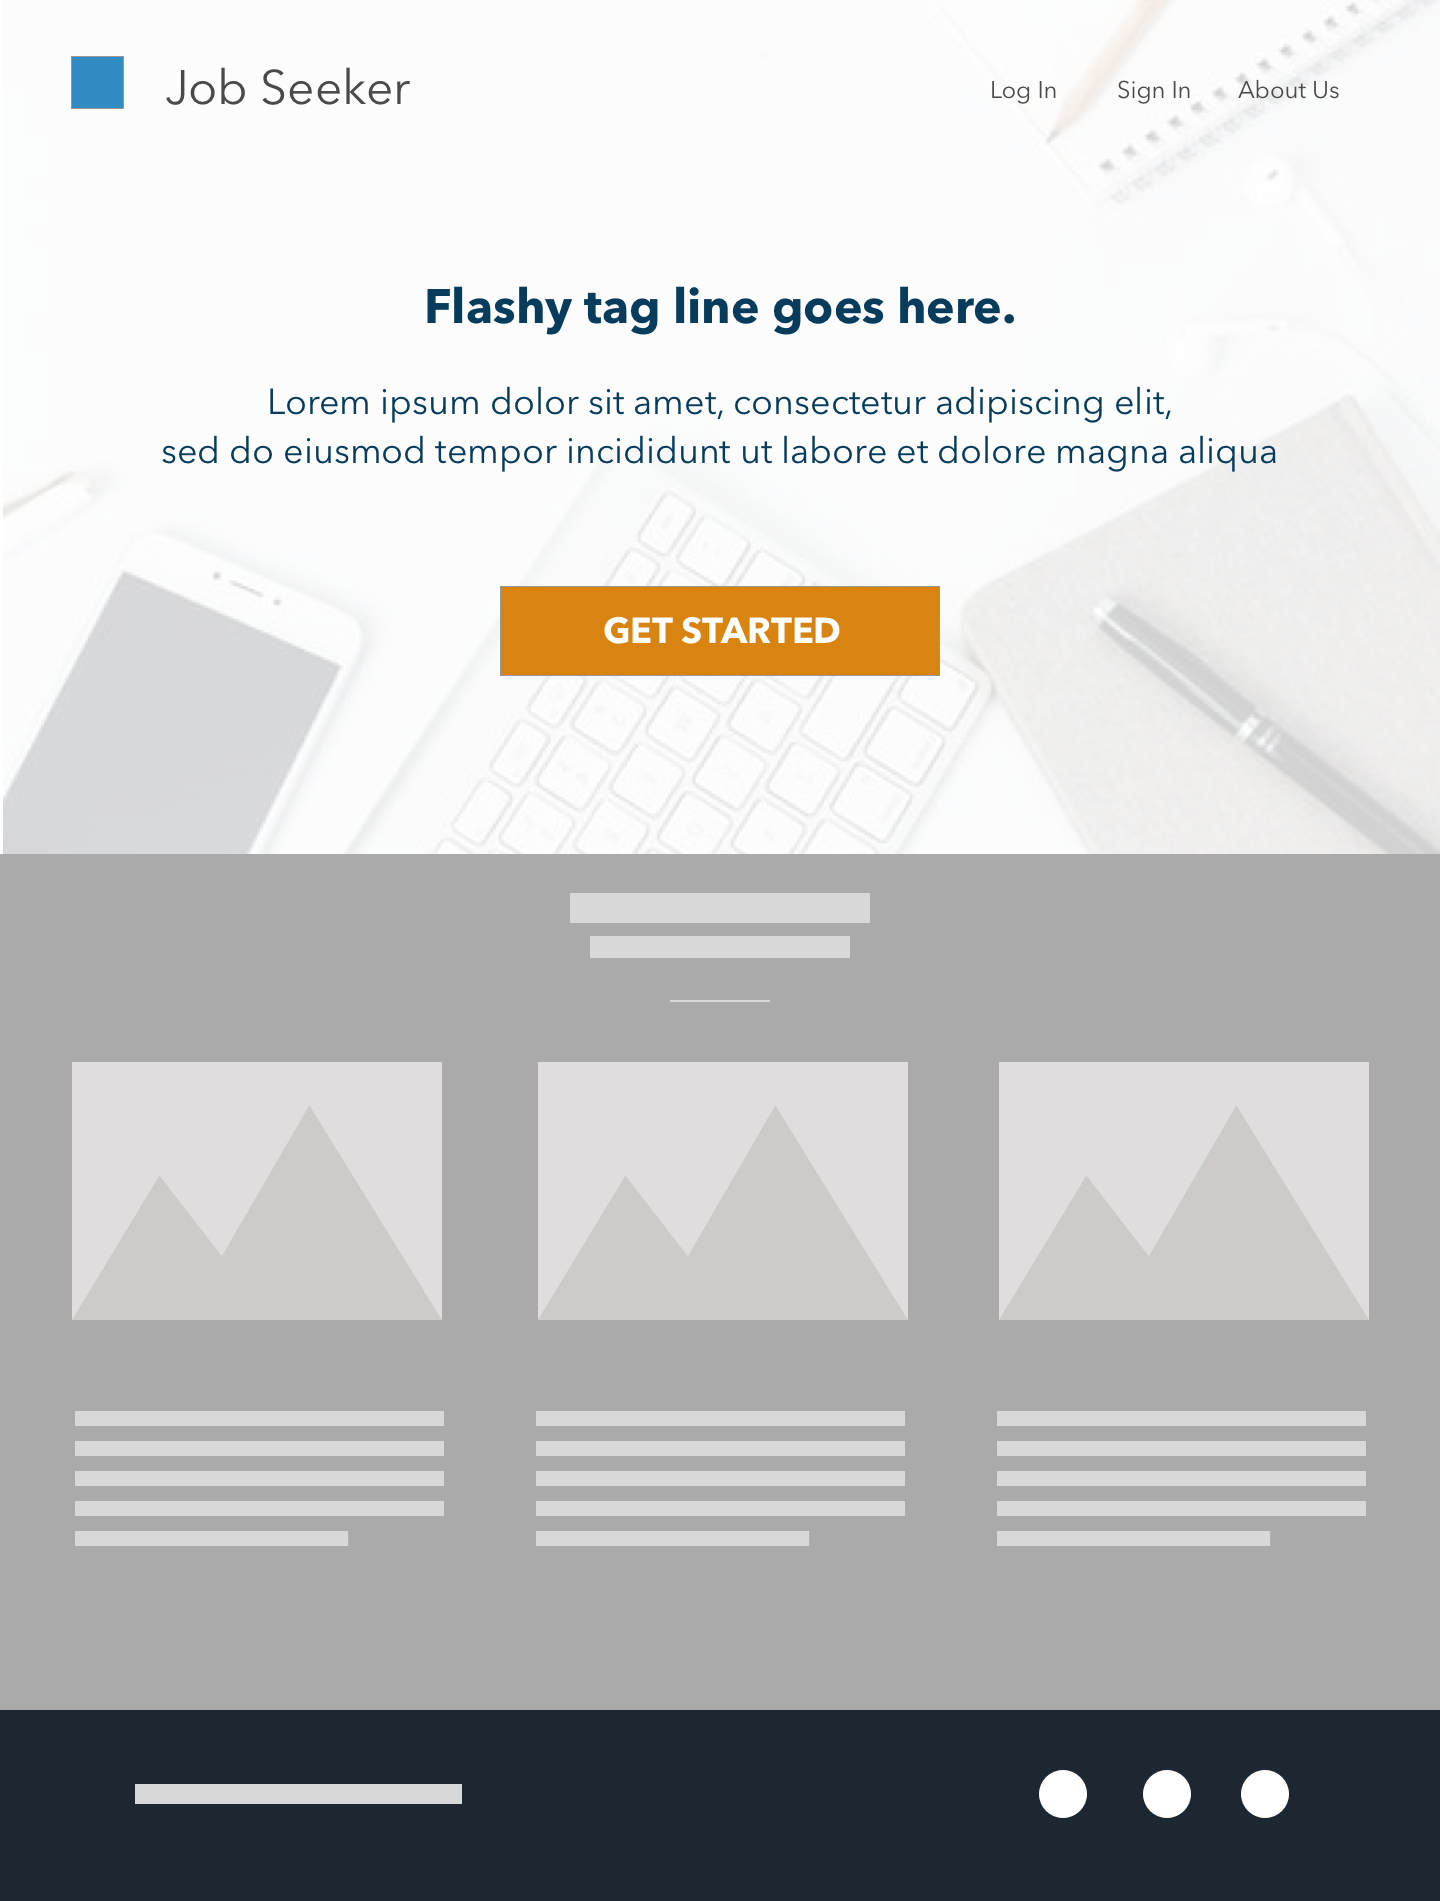 Job Seeker
Log In
Sign In
About Us
Flashy tag line goes here.
Lorem ipsum dolor sit amet, consectetur adipiscing elit,
sed do eiusmod tempor incididunt ut labore et dolore magna aliqua
GET STARTED